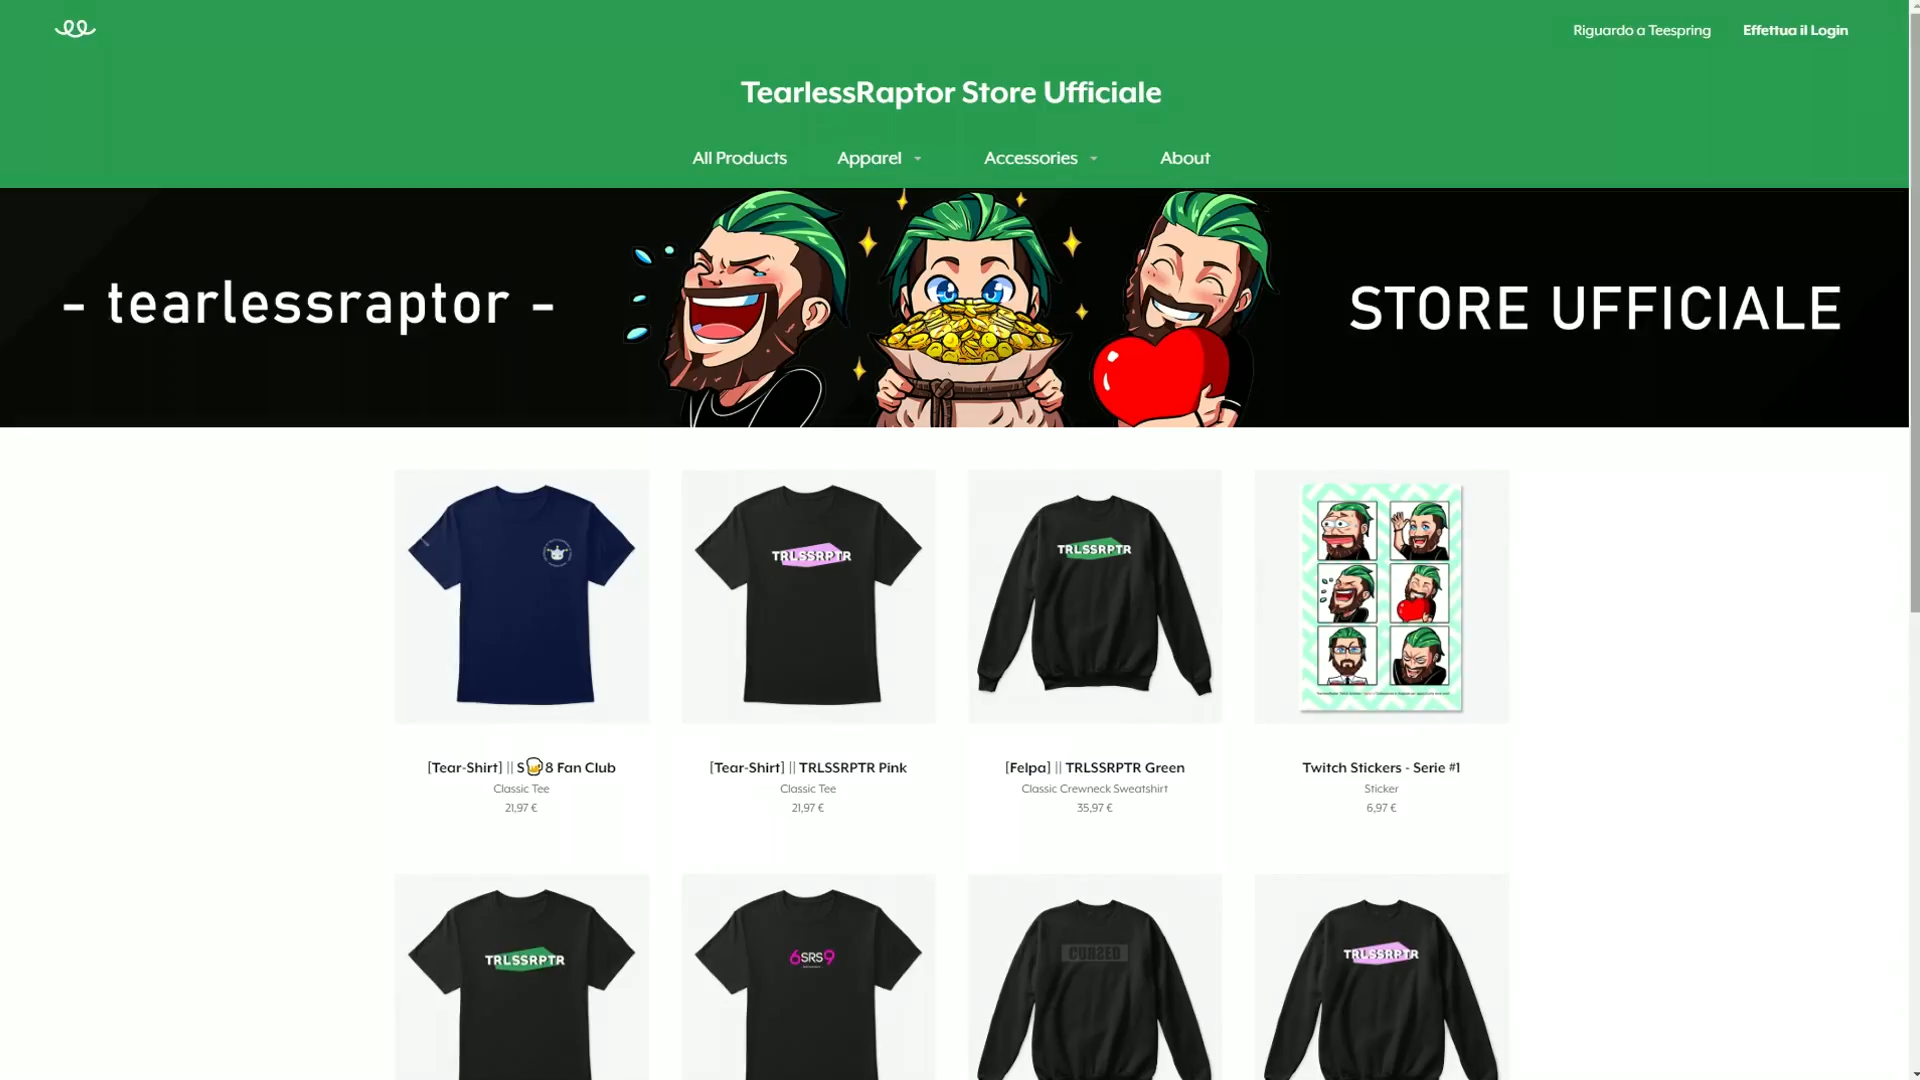 Riguardo a Teespring
Effettua il Login
TearlessRaptor Store Ufficiale
All Products
Apparel
Accessories
About
- tearlessraptor -
STORE UFFICIALE
TRLSSRPTR
TRLSSRPTR
[Tear-Shirt] || S🍺8 Fan Club
Classic Tee
21,97 €
[Tear-Shirt] || TRLSSRPTR Pink
Classic Tee
21,97 €
[Felpa] || TRLSSRPTR Green
Classic Crewneck Sweatshirt
35,97 €
Twitch Stickers - Serie #1
Sticker
6,97 €
TRLSSRPTR
6SRS9
CURSED
TRLSSRPTR